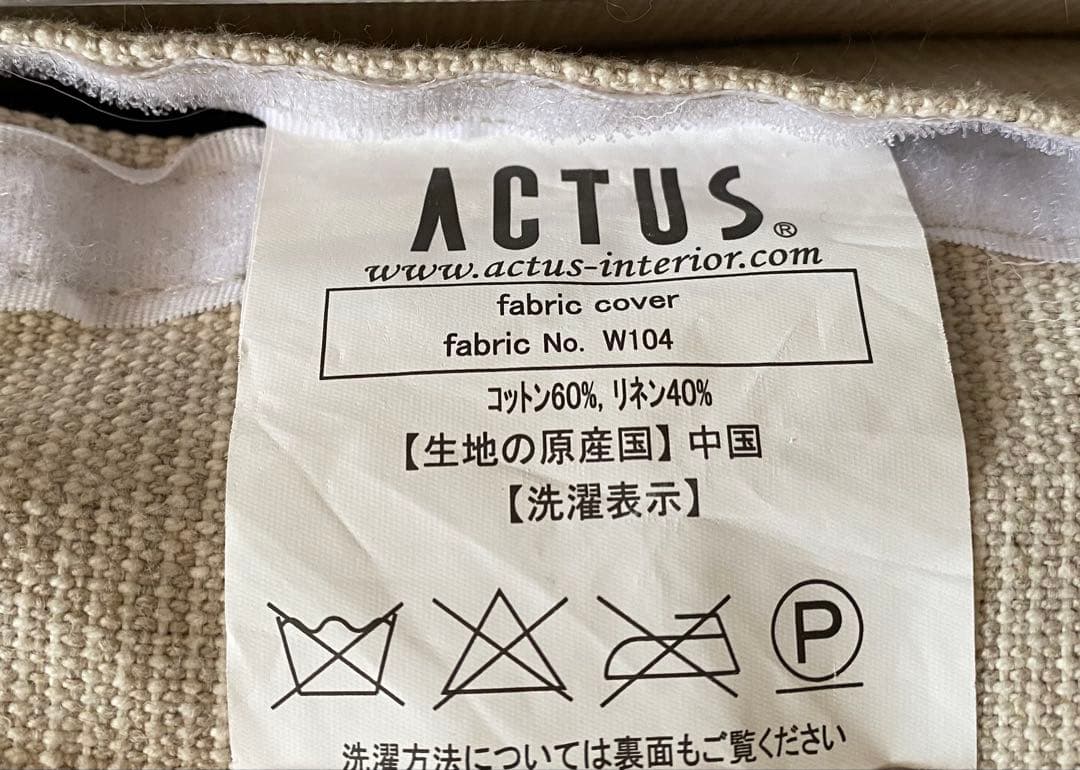 ACTUS®
www.actus-interior.com
fabric cover
fabric No. W104
コットン60%, リネン40%
【生地の原産国】中国
【洗濯表示】
P
洗濯方法については裏面もご覧ください